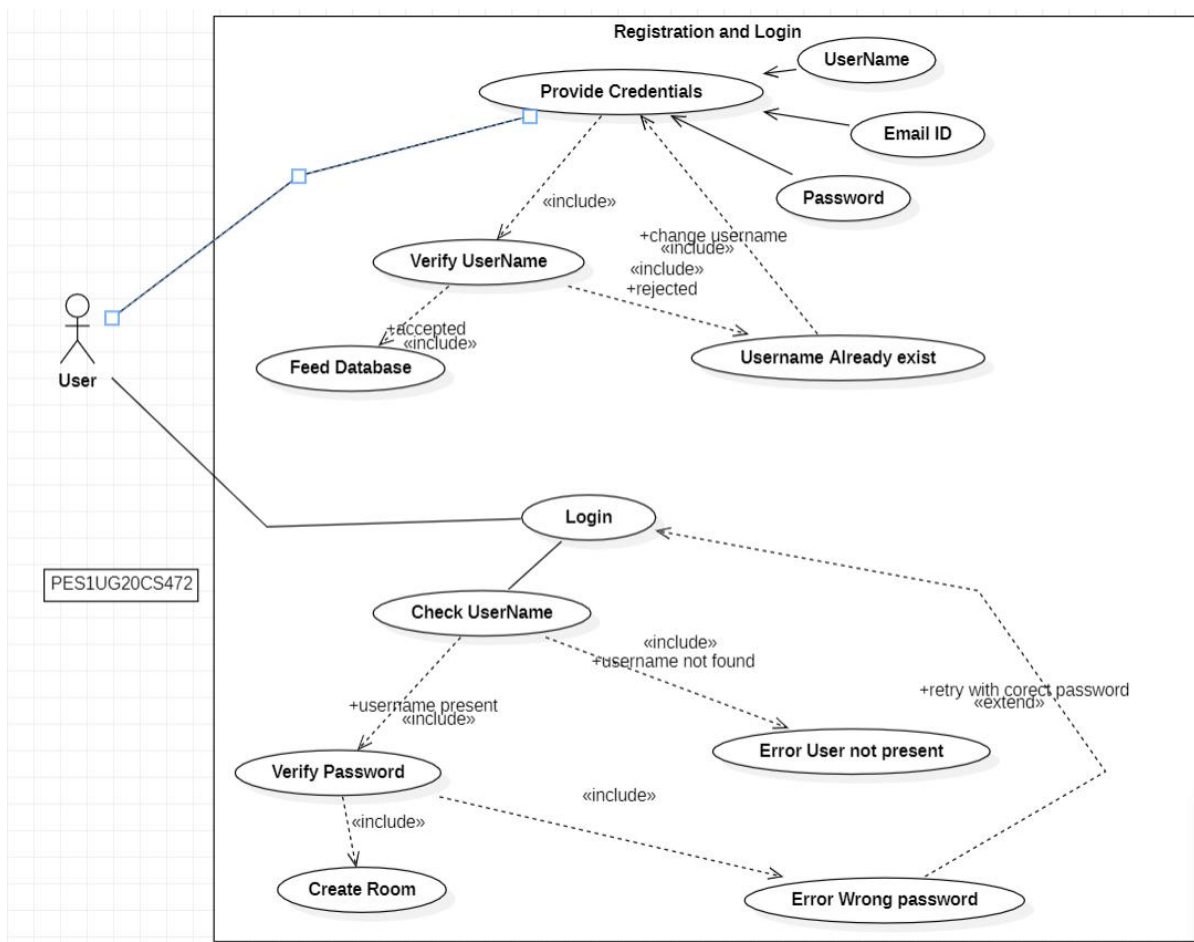 Registration and Login
UserName
Provide Credentials
Email ID
Password
«include»
+change username
«include»
Verify UserName
«include»
+rejected
+accepted
«include»
Feed Database
Username Already exist
User
Login
PES1UG20CS472
Check UserName
«include»
+username not found
+retry with corect password
«extend»
+username present
«include»
Error User not present
Verify Password
«include»
«include»
Create Room
Error Wrong password